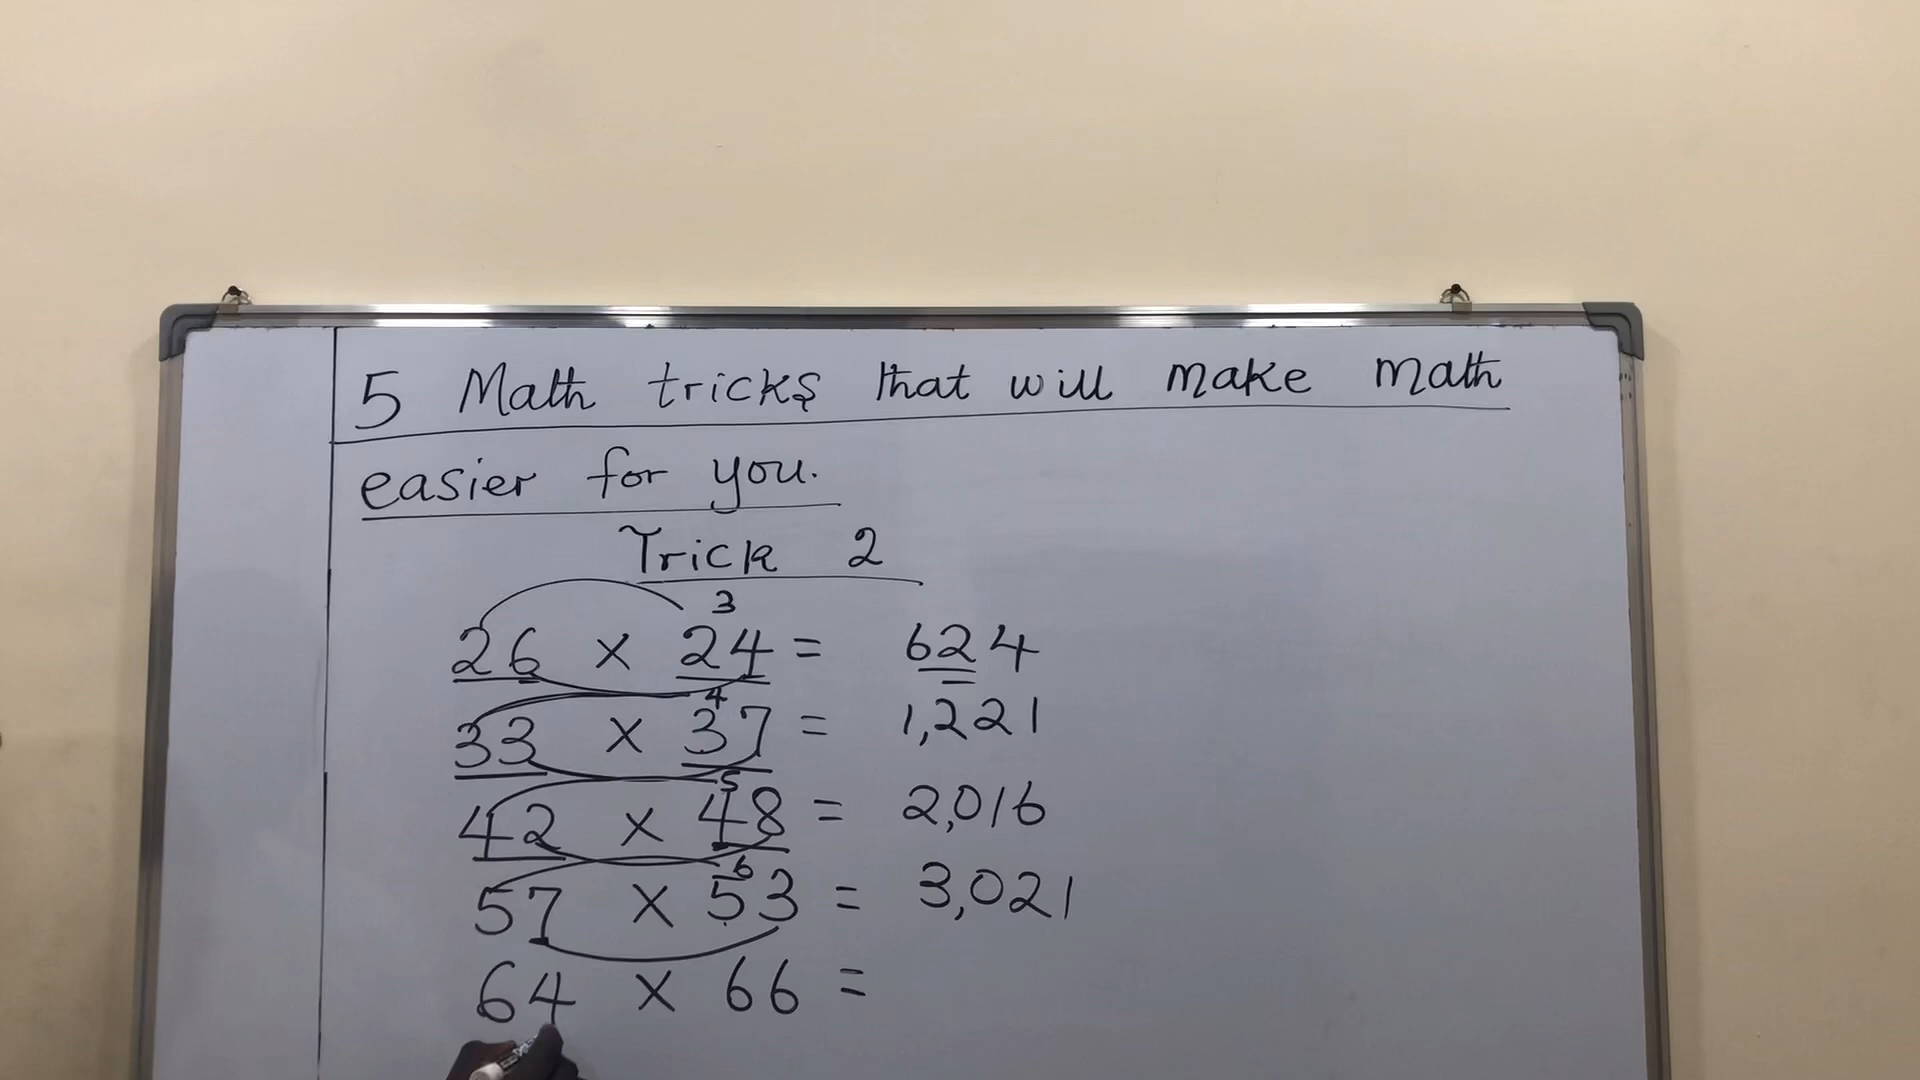 5 Math tricks that will make math
easier for you.
Trick 2
3
26 × 24 = 624
4
33 × 37 = 1,221
5
42 × 48 = 2,016
6
57 × 53 = 3,021
64 × 66 =